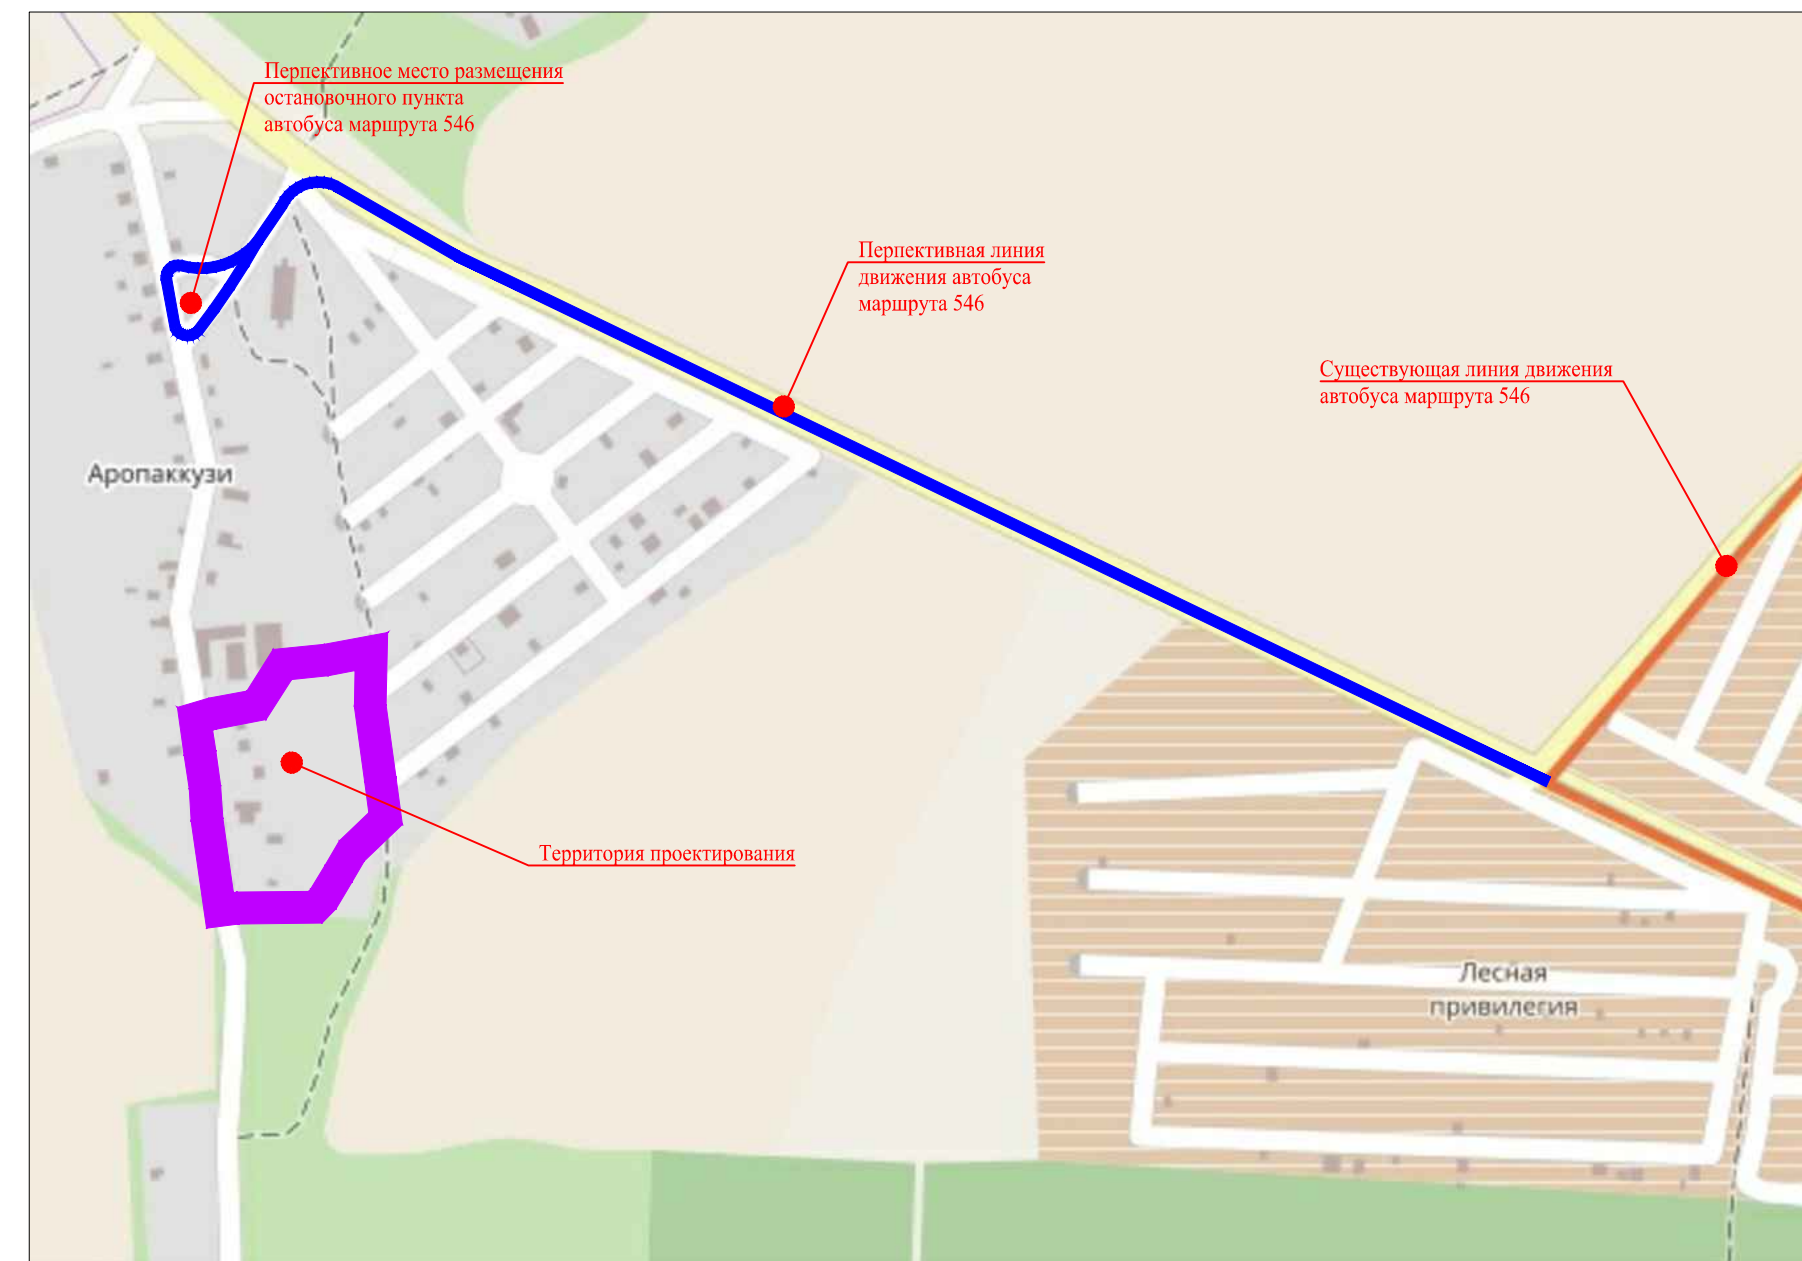 Перпективное место размещения
остановочного пункта
автобуса маршрута 546
Перпективная линия
движения автобуса
маршрута 546
Существующая линия движения
автобуса маршрута 546
Аропаккузи
Территория проектирования
Лесная
привилегия